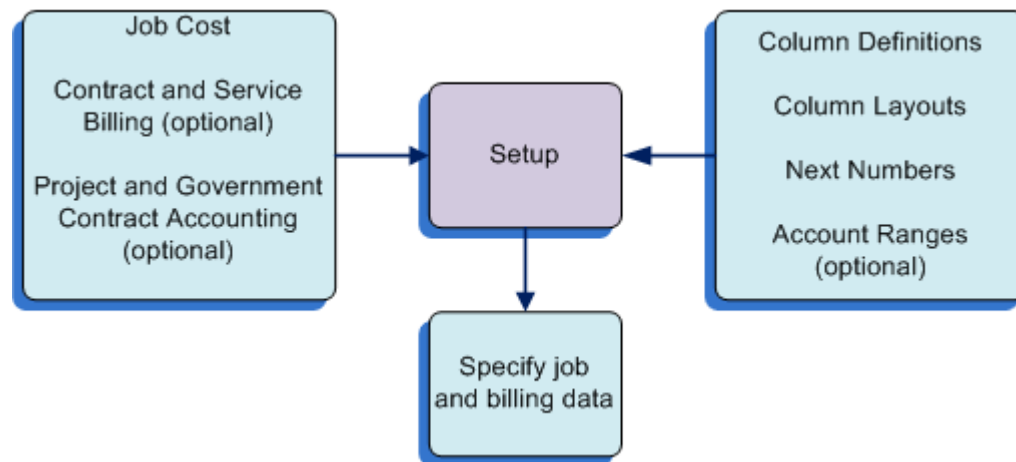 Job Cost
Contract and Service
Billing (optional)
Project and Government
Contract Accounting
(optional)
Setup
Column Definitions
Column Layouts
Next Numbers
Account Ranges
(optional)
Specify job
and billing data